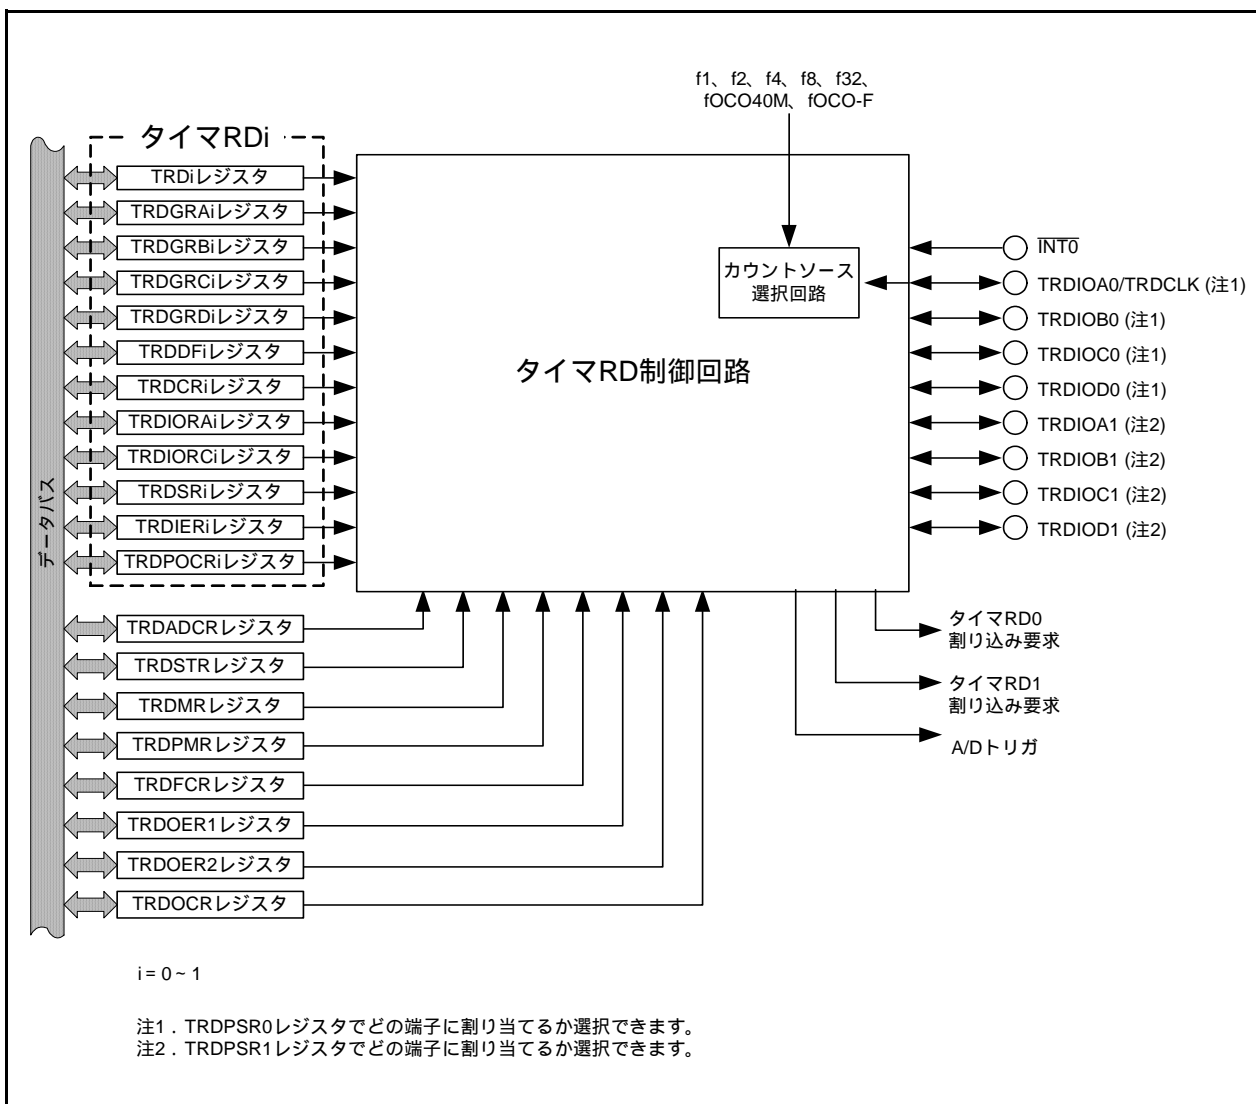 f1、f2、f4、f8、f32、
fOCO40M、fOCO-F
タイマRDi
TRDiレジスタ
TRDGRAiレジスタ
TRDGRBiレジスタ
TRDGRCiレジスタ
TRDGRDiレジスタ
TRDDFiレジスタ
TRDCRiレジスタ
TRDIORAiレジスタ
TRDIORCiレジスタ
TRDSRiレジスタ
TRDIERiレジスタ
TRDPOCRiレジスタ
データバス
カウントソース
選択回路
タイマRD制御回路
INT0
TRDIOA0/TRDCLK (注1)
TRDIOB0 (注1)
TRDIOC0 (注1)
TRDIOD0 (注1)
TRDIOA1 (注2)
TRDIOB1 (注2)
TRDIOC1 (注2)
TRDIOD1 (注2)
TRDADCRレジスタ
TRDSTRレジスタ
TRDMRレジスタ
TRDPMRレジスタ
TRDFCRレジスタ
TRDOER1レジスタ
TRDOER2レジスタ
TRDOCRレジスタ
タイマRD0
割り込み要求
タイマRD1
割り込み要求
A/Dトリガ
i = 0 ~ 1
注1．TRDPSR0レジスタでどの端子に割り当てるか選択できます。
注2．TRDPSR1レジスタでどの端子に割り当てるか選択できます。